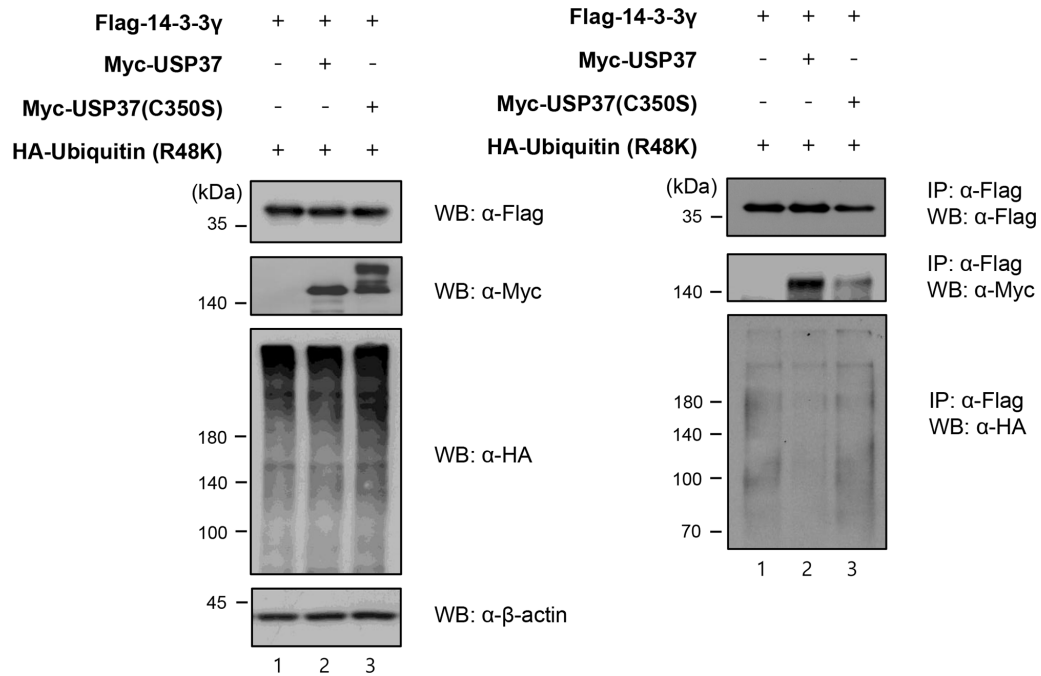 Flag-14-3-3γ + + +
Myc-USP37 - + -
Myc-USP37(C350S) - - +
HA-Ubiquitin (R48K) + + +
(kDa)
35
WB: α-Flag
140
WB: α-Myc
180
140
100
WB: α-HA
45
WB: α-β-actin
1 2 3
Flag-14-3-3γ + + +
Myc-USP37 - + -
Myc-USP37(C350S) - - +
HA-Ubiquitin (R48K) + + +
(kDa)
35
IP: α-Flag
WB: α-Flag
140
IP: α-Flag
WB: α-Myc
180
140
100
70
IP: α-Flag
WB: α-HA
1 2 3